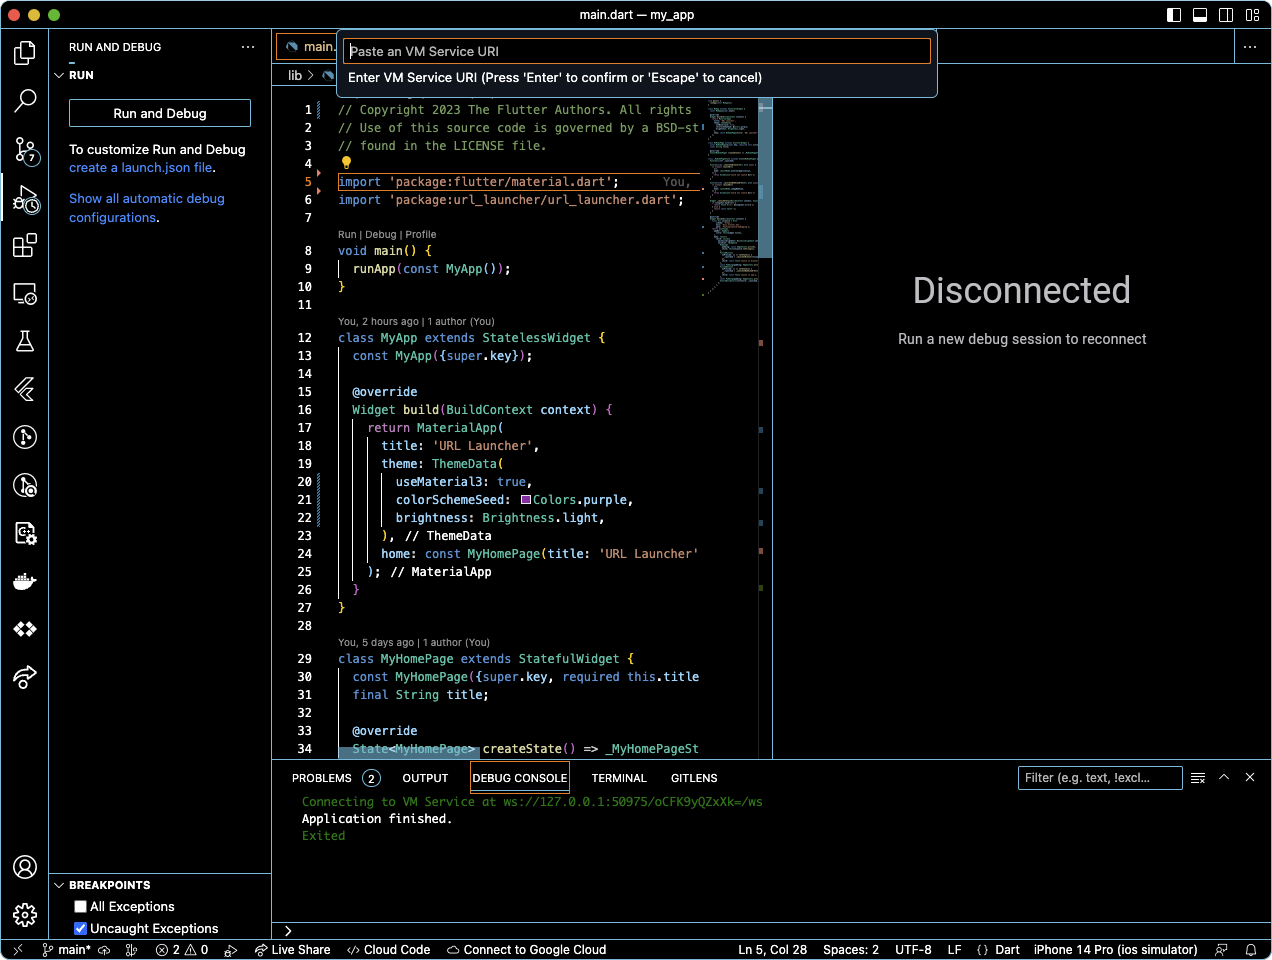 main.dart — my_app
RUN AND DEBUG
RUN
Run and Debug
To customize Run and Debug
create a launch.json file.
Show all automatic debug
configurations.
7
main.
Paste an VM Service URI
Enter VM Service URI (Press 'Enter' to confirm or 'Escape' to cancel)
lib
1 // Copyright 2023 The Flutter Authors. All rights
2 // Use of this source code is governed by a BSD-st
3 // found in the LICENSE file.
4
5 import 'package:flutter/material.dart'; You,
6 import 'package:url_launcher/url_launcher.dart';
7
Run | Debug | Profile
8 void main() {
9 runApp(const MyApp());
10 }
11
You, 2 hours ago | 1 author (You)
12 class MyApp extends StatelessWidget {
13 const MyApp({super.key});
14
15 @override
16 Widget build(BuildContext context) {
17 return MaterialApp(
18 title: 'URL Launcher',
19 theme: ThemeData(
20 useMaterial3: true,
21 colorSchemeSeed: Colors.purple,
22 brightness: Brightness.light,
23 ), // ThemeData
24 home: const MyHomePage(title: 'URL Launcher'
25 ); // MaterialApp
26 }
27 }
28
You, 5 days ago | 1 author (You)
29 class MyHomePage extends StatefulWidget {
30 const MyHomePage({super.key, required this.title
31 final String title;
32
33 @override
34 State<MyHomePage> createState() => _MyHomePageSt
Disconnected
Run a new debug session to reconnect
PROBLEMS 2 OUTPUT DEBUG CONSOLE TERMINAL GITLENS
Filter (e.g. text, !excl...
Connecting to VM Service at ws://127.0.0.1:50975/oCFK9yQZxXk=/ws
Application finished.
Exited
BREAKPOINTS
All Exceptions
Uncaught Exceptions
main* 2 0 Live Share Cloud Code Connect to Google Cloud Ln 5, Col 28 Spaces: 2 UTF-8 LF {} Dart iPhone 14 Pro (ios simulator)